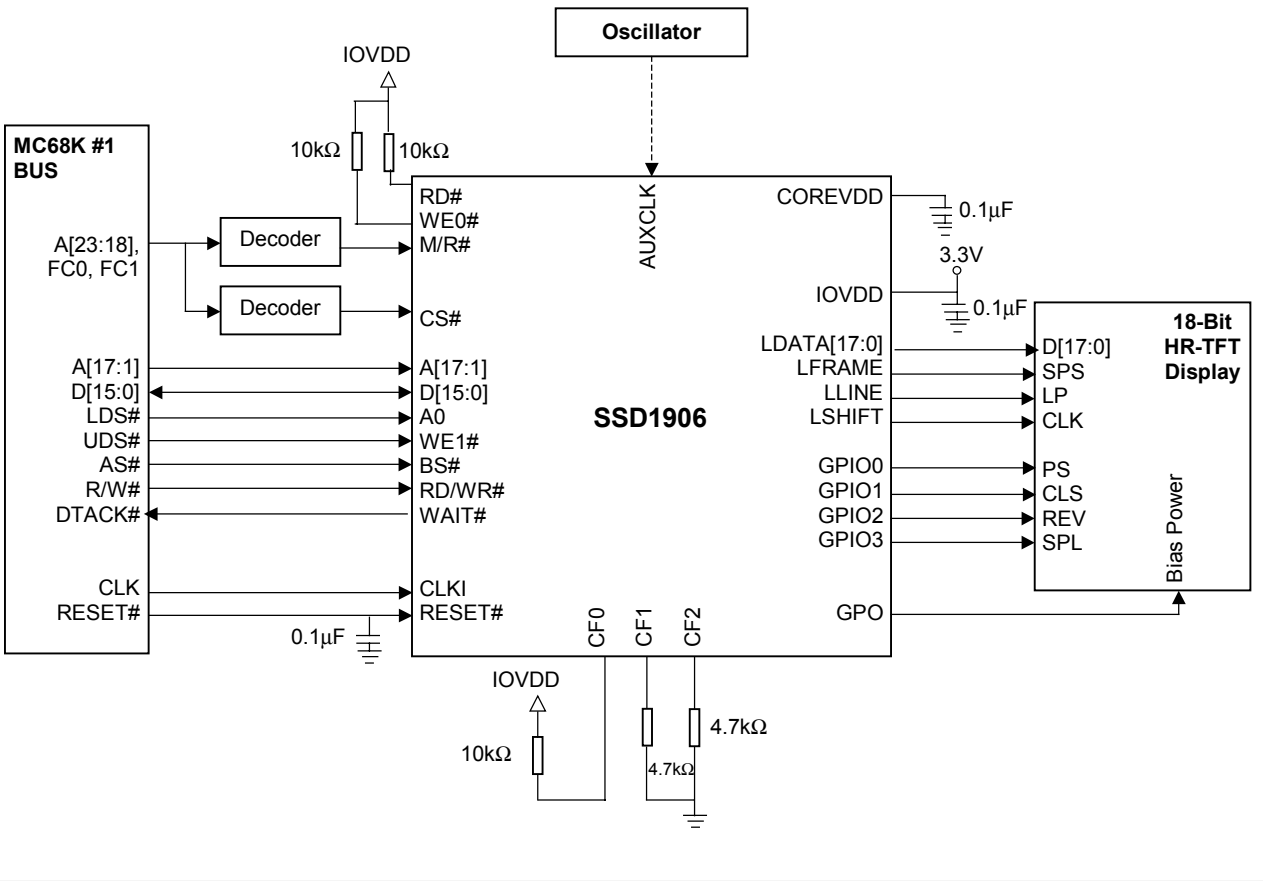 Oscillator
IOVDD
MC68K #1
BUS
10kΩ
10kΩ
AUXCLK
RD#
WE0#
M/R#
COREVDD
0.1μF
A[23:18],
FC0, FC1
Decoder
Decoder
CS#
3.3V
IOVDD
0.1μF
18-Bit
HR-TFT
Display
A[17:1]
D[15:0]
LDS#
UDS#
AS#
R/W#
DTACK#
CLK
RESET#
A[17:1]
D[15:0]
A0
WE1#
BS#
RD/WR#
WAIT#
CLKI
RESET#
0.1μF
SSD1906
LDATA[17:0]
LFRAME
LLINE
LSHIFT
GPIO0
GPIO1
GPIO2
GPIO3
GPO
D[17:0]
SPS
LP
CLK
PS
CLS
REV
SPL
Bias Power
CF0
CF1
CF2
IOVDD
10kΩ
4.7kΩ
4.7kΩ